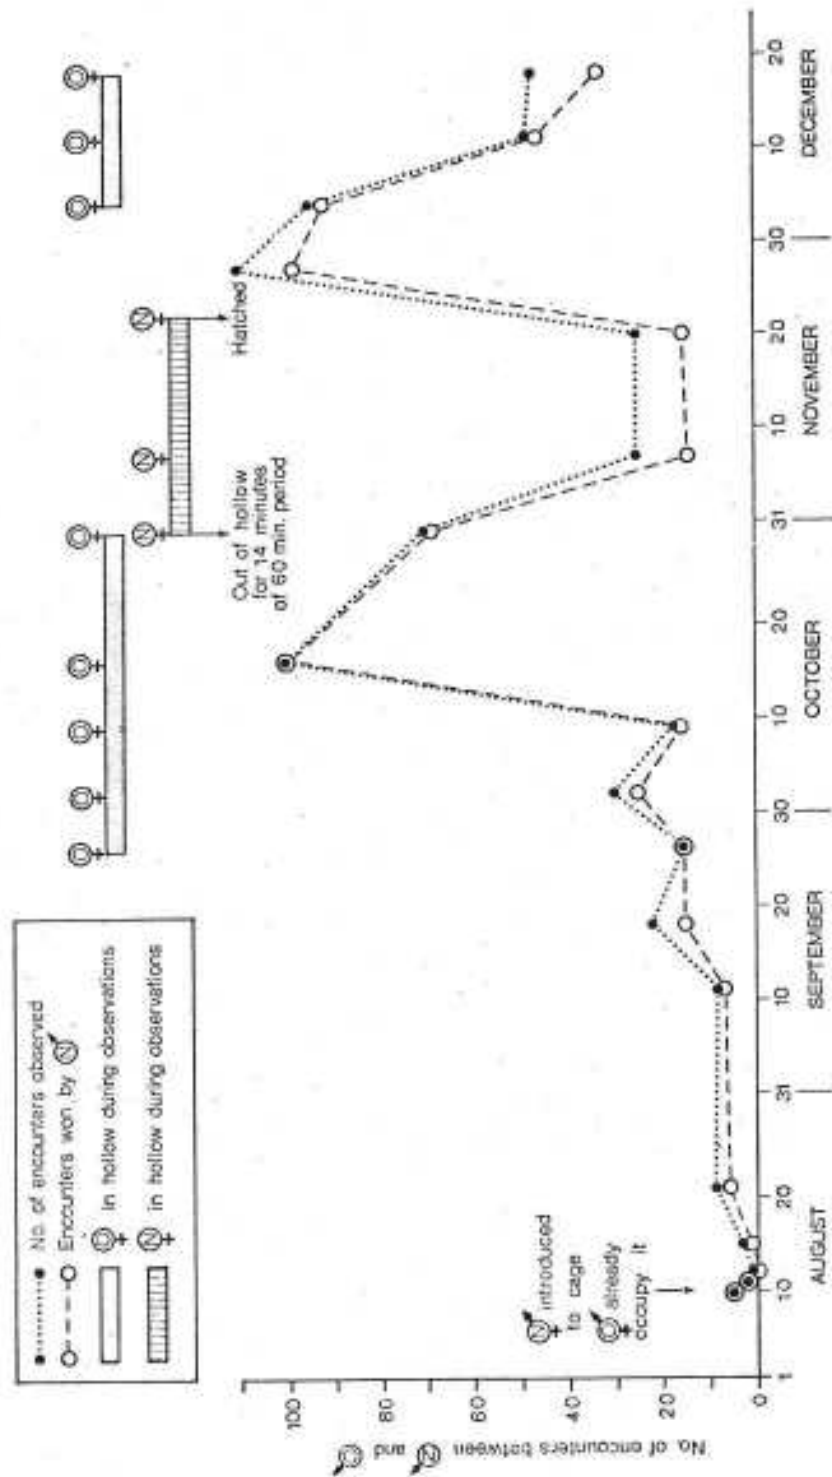 No. of encounters observed
Encounters won by Ⓝ
Ⓞ in hollow during observations
Ⓝ in hollow during observations
No. of encounters between Ⓝ and Ⓞ
100
80
60
40
20
0
Ⓝ introduced
to cage
Ⓞ already
occupy it
Out of hollow
for 14 minutes
of 60 min. period
Hatched
1
10
20
31
10
20
30
10
20
31
10
20
30
10
20
AUGUST
SEPTEMBER
OCTOBER
NOVEMBER
DECEMBER